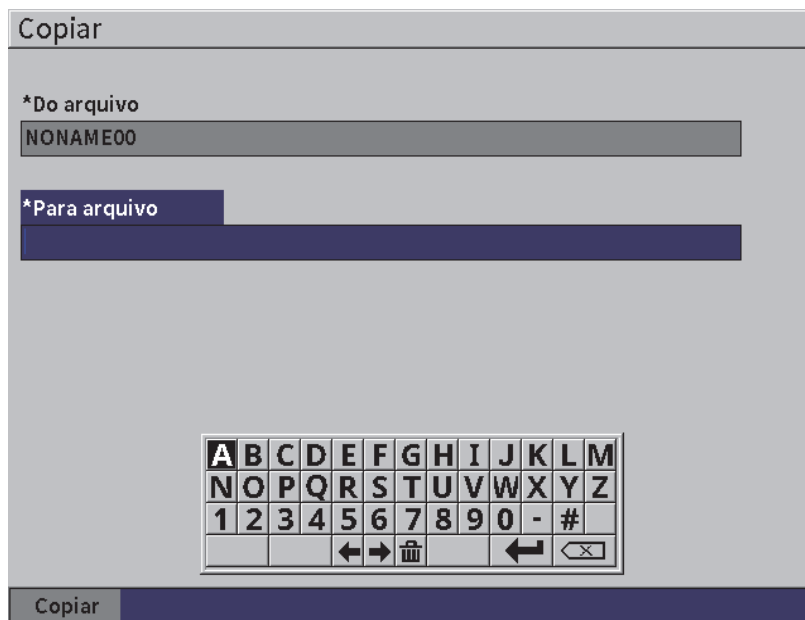 Copiar
*Do arquivo
NONAME00
*Para arquivo
A B C D E F G H I J K L M
N O P Q R S T U V W X Y Z
1 2 3 4 5 6 7 8 9 0 - #
Copiar